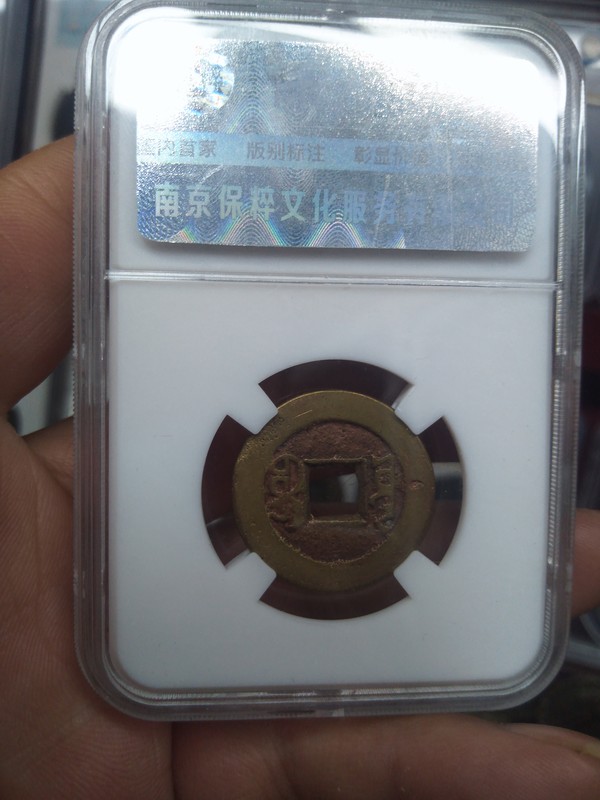 国内首家 版别标注 彰显价值
南京保粹文化服务有限公司